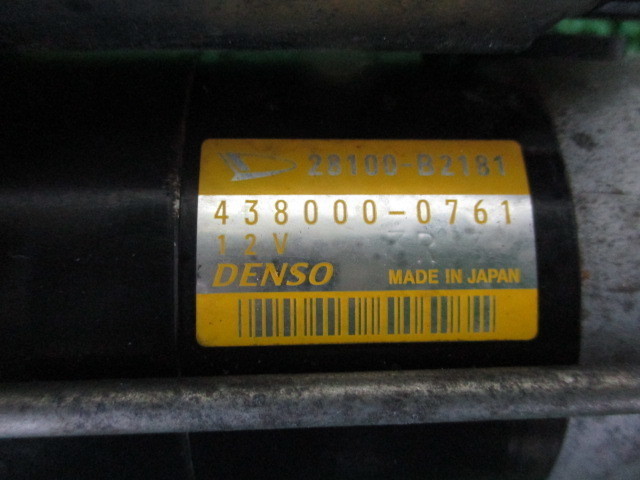 28100-B2181
438000-0761
12V
DENSO MADE IN JAPAN